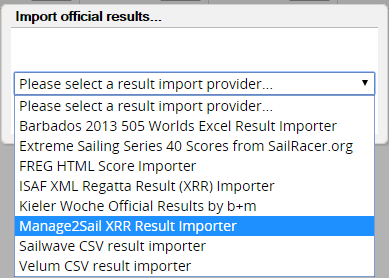 Import official results...
Please select a result import provider...
Please select a result import provider...
Barbados 2013 505 Worlds Excel Result Importer
Extreme Sailing Series 40 Scores from SailRacer.org
FREG HTML Score Importer
ISAF XML Regatta Result (XRR) Importer
Kieler Woche Official Results by b+m
Manage2Sail XRR Result Importer
Sailwave CSV result importer
Velum CSV result importer